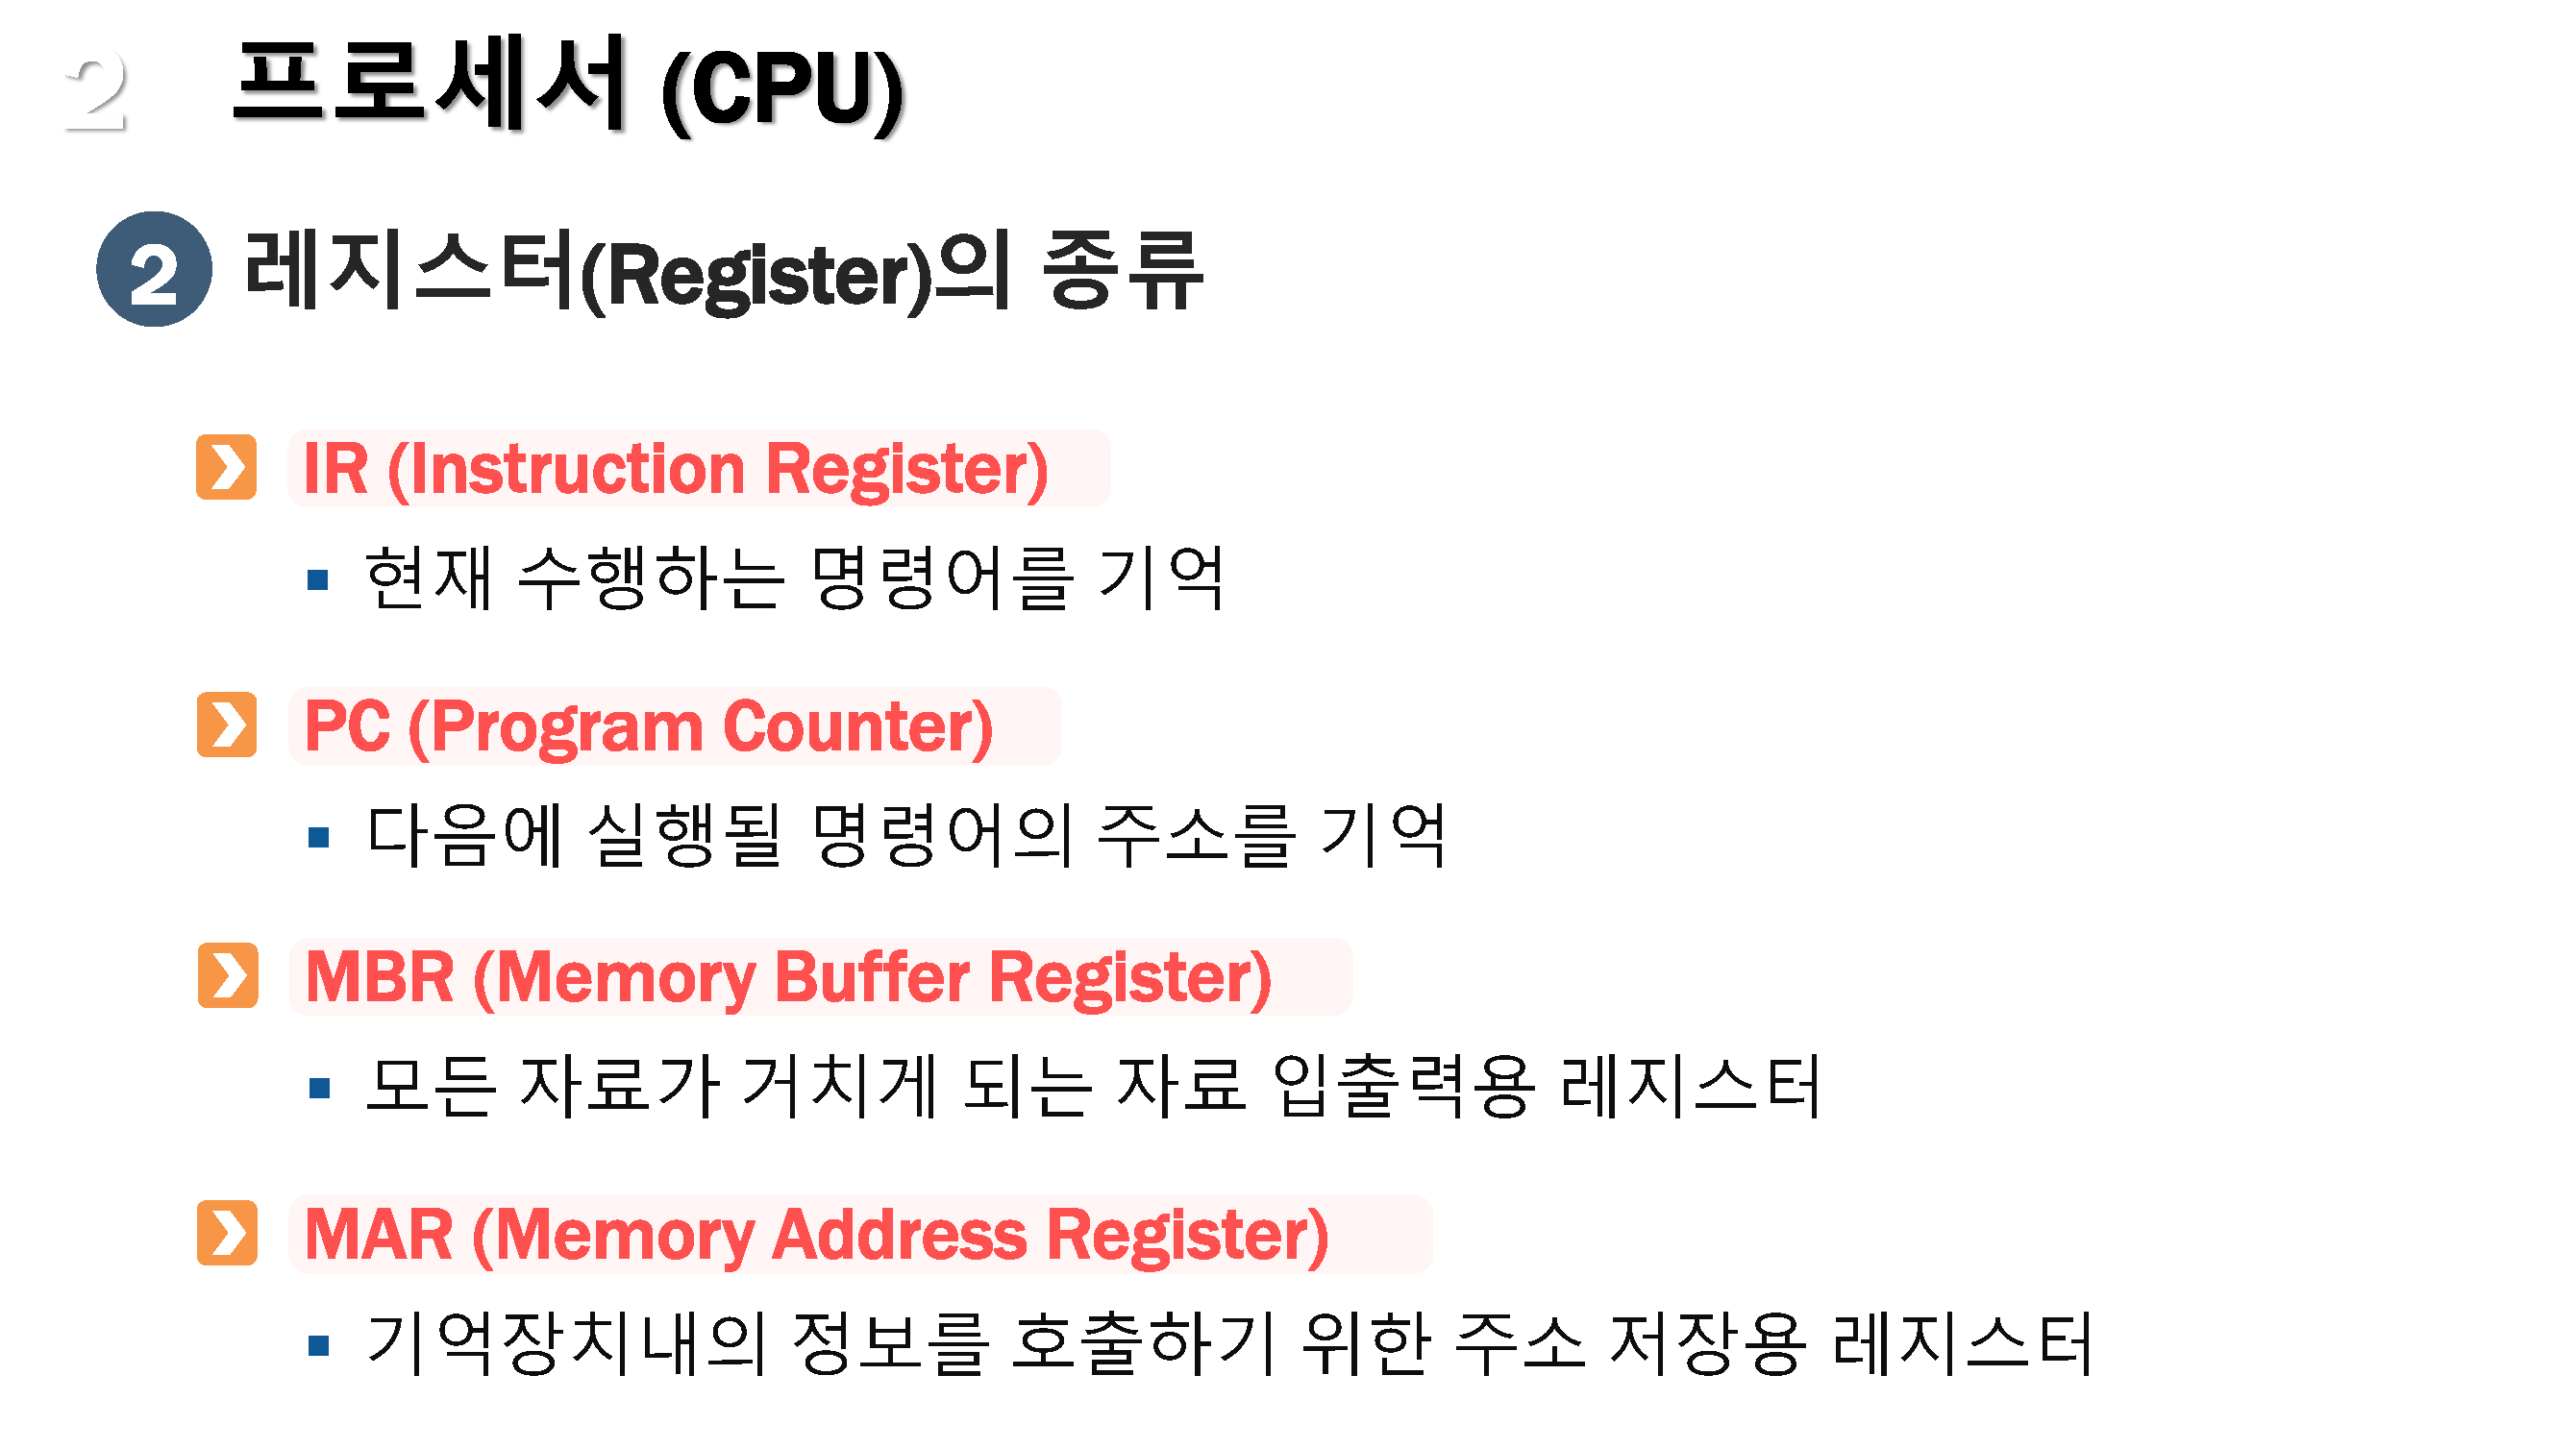 2 프로세서 (CPU)
2 레지스터(Register)의 종류
IR (Instruction Register)
▪ 현재 수행하는 명령어를 기억
PC (Program Counter)
▪ 다음에 실행될 명령어의 주소를 기억
MBR (Memory Buffer Register)
▪ 모든 자료가 거치게 되는 자료 입출력용 레지스터
MAR (Memory Address Register)
▪ 기억장치내의 정보를 호출하기 위한 주소 저장용 레지스터